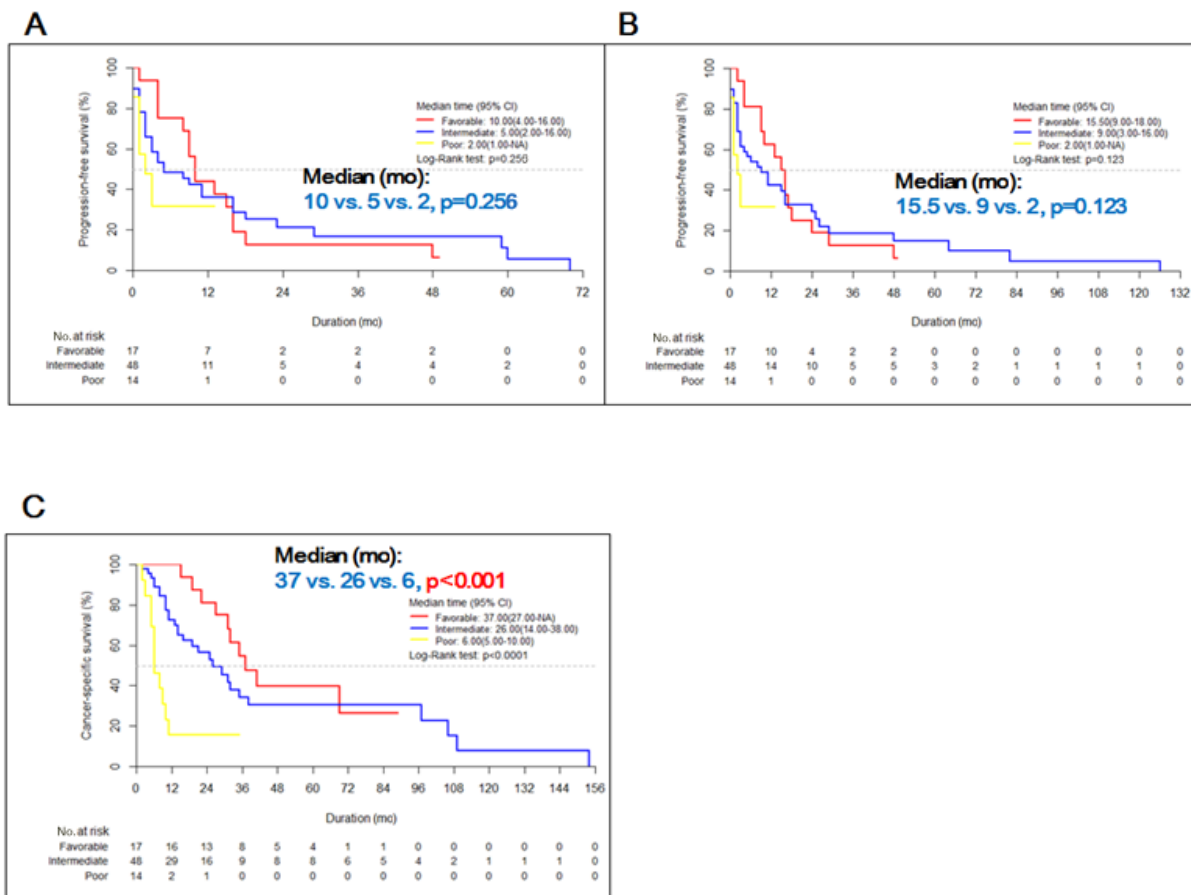 A
Progression-free survival (%)
100
80
60
40
20
0
Median time (95% CI)
Favorable: 10.00(4.00-16.00)
Intermediate: 5.00(2.00-16.00)
Poor: 2.00(1.00-NA)
Log-Rank test: p=0.256
Median (mo):
10 vs. 5 vs. 2, p=0.256
0 12 24 36 48 60 72
Duration (mo)
No. at risk
Favorable 17 7 2 2 2 0 0
Intermediate 48 11 5 4 4 2 0
Poor 14 1 0 0 0 0 0
B
Progression-free survival (%)
100
80
60
40
20
0
Median time (95% CI)
Favorable: 15.50(9.00-18.00)
Intermediate: 9.00(3.00-16.00)
Poor: 2.00(1.00-NA)
Log-Rank test: p=0.123
Median (mo):
15.5 vs. 9 vs. 2, p=0.123
0 12 24 36 48 60 72 84 96 108 120 132
Duration (mo)
No. at risk
Favorable 17 10 4 2 2 0 0 0 0 0 0 0
Intermediate 48 14 10 5 5 3 2 1 1 1 1 0
Poor 14 1 0 0 0 0 0 0 0 0 0 0
C
Median (mo):
37 vs. 26 vs. 6, p<0.001
Cancer-specific survival (%)
100
80
60
40
20
0
Median time (95% CI)
Favorable: 37.00(27.00-NA)
Intermediate: 26.00(14.00-38.00)
Poor: 6.00(5.00-10.00)
Log-Rank test: p<0.0001
0 12 24 36 48 60 72 84 96 108 120 132 144 156
Duration (mo)
No. at risk
Favorable 17 16 13 8 5 4 1 1 0 0 0 0 0 0
Intermediate 48 29 16 9 8 8 6 5 4 2 1 1 1 0
Poor 14 2 1 0 0 0 0 0 0 0 0 0 0 0